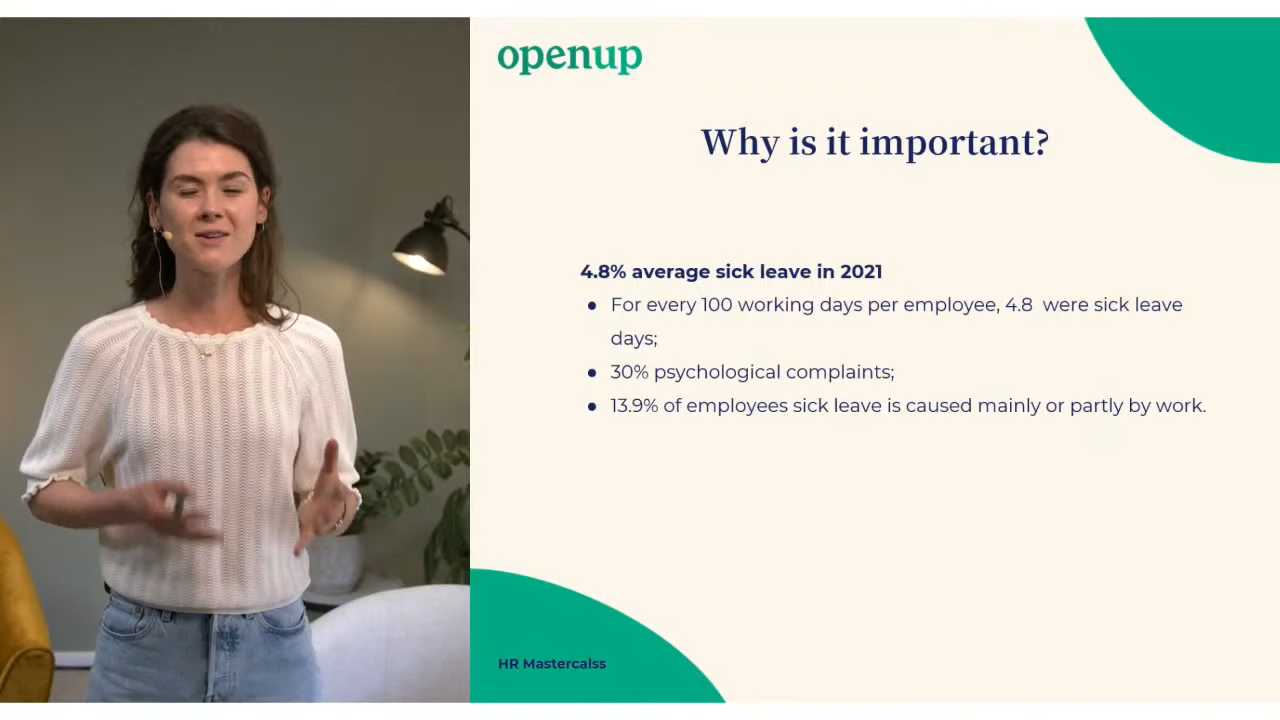 openup
Why is it important?
4.8% average sick leave in 2021
● For every 100 working days per employee, 4.8  were sick leave
days;
● 30% psychological complaints;
● 13.9% of employees sick leave is caused mainly or partly by work.
HR Mastercalss